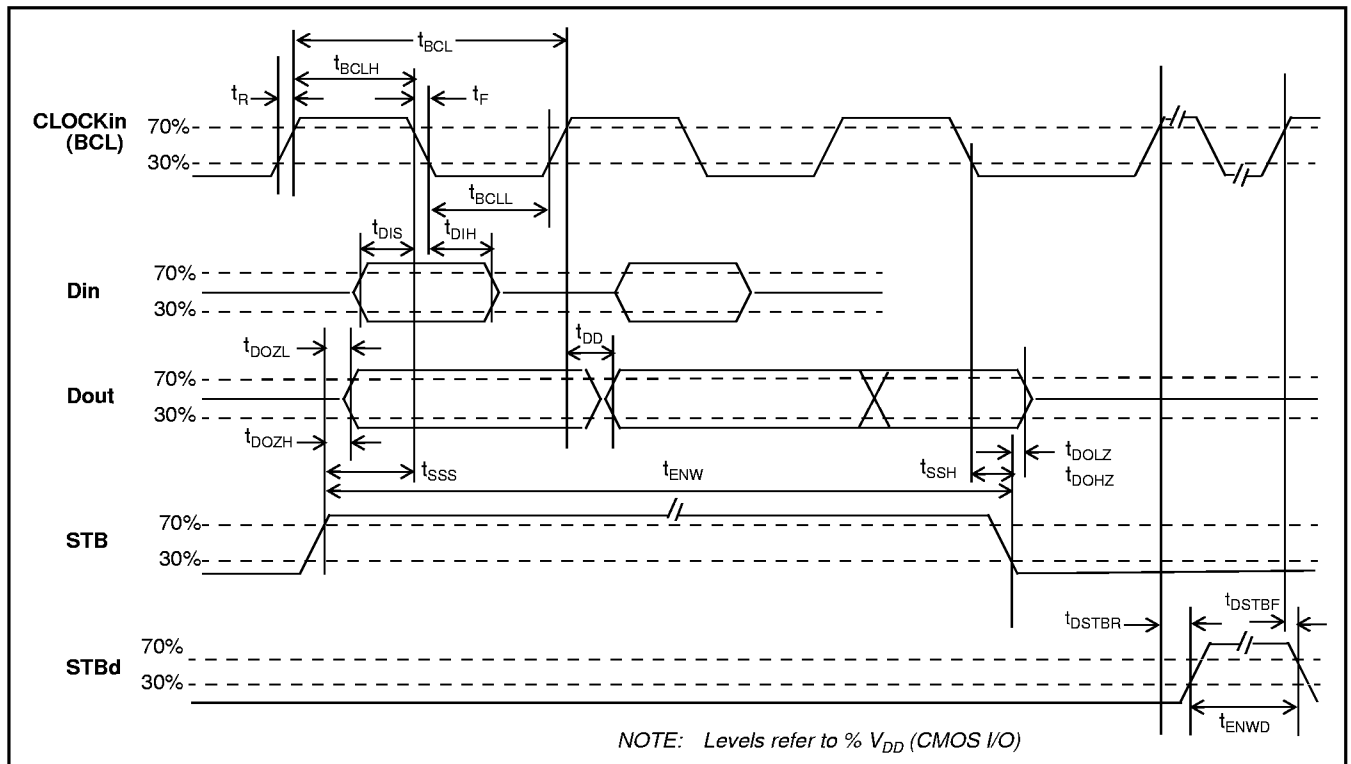 tBCL
tBCLH
tR
tF
CLOCKin
(BCL)
70%
30%
tBCLL
tDIS
tDIH
Din
70%
30%
tDOZL
tDD
Dout
70%
30%
tDOZH
tDOLZ
tSSS
tENW
tSSH
tDOHZ
STB
70%
30%
tDSTBR
tDSTBF
STBd
70%
30%
tENWD
NOTE: Levels refer to % VDD (CMOS I/O)